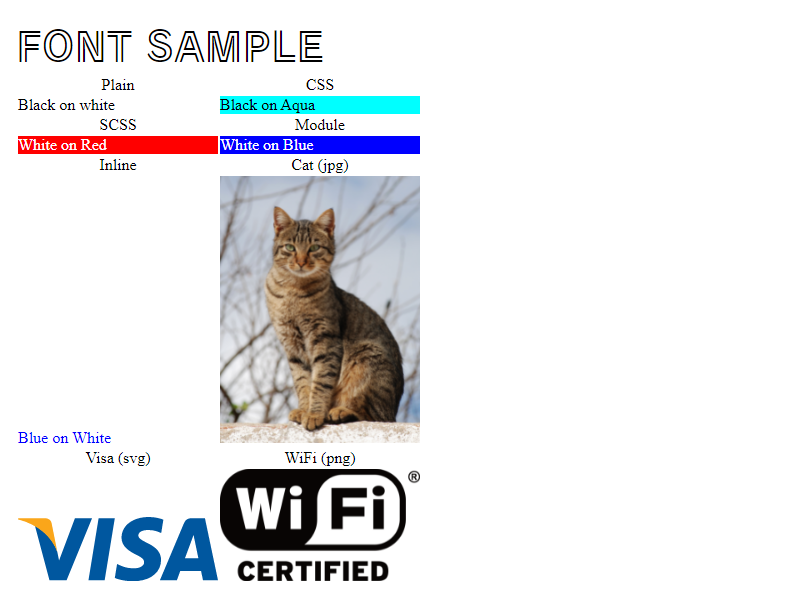 FONT SAMPLE
Plain CSS
Black on white Black on Aqua
SCSS Module
White on Red White on Blue
Inline Cat (jpg)
Blue on White
Visa (svg) WiFi (png)
VISA Wi Fi ®
CERTIFIED